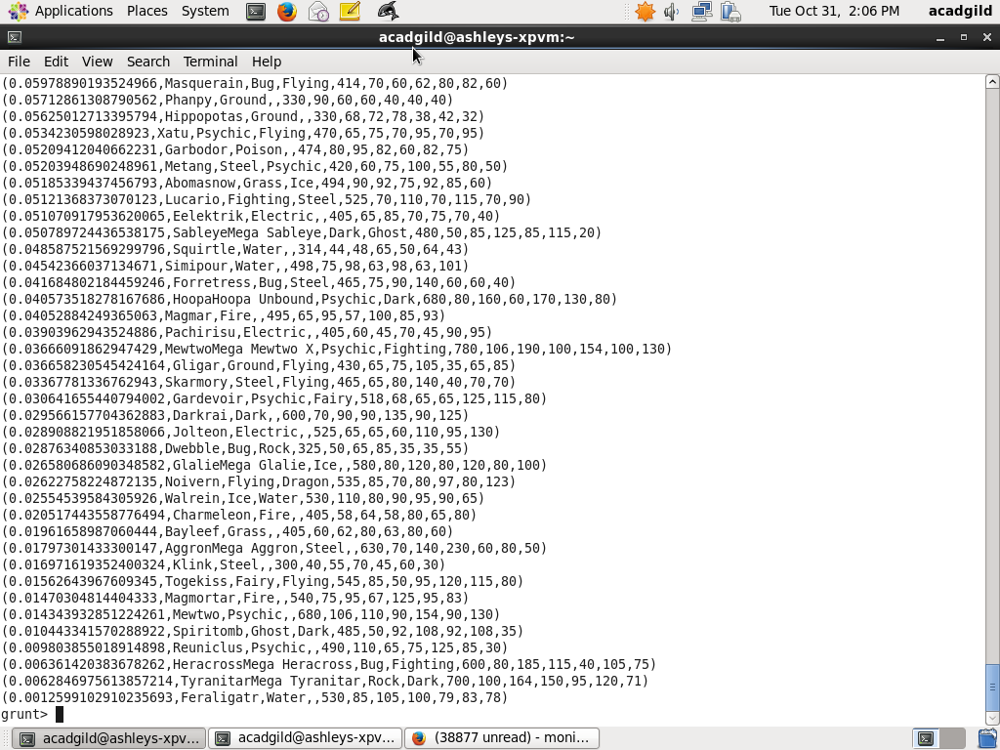 Applications Places System Tue Oct 31, 2:06 PM acadgild
acadgild@ashleys-xpvm:~
File Edit View Search Terminal Help
(0.05978890193524966,Masquerain,Bug,Flying,414,70,60,62,80,82,60)
(0.05712861308790562,Phanpy,Ground,,330,90,60,60,40,40,40)
(0.05625012713395794,Hippopotas,Ground,,330,68,72,78,38,42,32)
(0.0534230598028923,Xatu,Psychic,Flying,470,65,75,70,95,70,95)
(0.05209412040662231,Garbodor,Poison,,474,80,95,82,60,82,75)
(0.05203948690248961,Metang,Steel,Psychic,420,60,75,100,55,80,50)
(0.05185339437456793,Abomasnow,Grass,Ice,494,90,92,75,92,85,60)
(0.05121368373070123,Lucario,Fighting,Steel,525,70,110,70,115,70,90)
(0.051070917953620065,Eelektrik,Electric,,405,65,85,70,75,70,40)
(0.050789724436538175,SableyeMega Sableye,Dark,Ghost,480,50,85,125,85,115,20)
(0.048587521569299796,Squirtle,Water,,314,44,48,65,50,64,43)
(0.04542366037134671,Simipour,Water,,498,75,98,63,98,63,101)
(0.041684802184459246,Forretress,Bug,Steel,465,75,90,140,60,60,40)
(0.040573518278167686,HoopaHoopa Unbound,Psychic,Dark,680,80,160,60,170,130,80)
(0.04052884249365063,Magmar,Fire,,495,65,95,57,100,85,93)
(0.03903962943524886,Pachirisu,Electric,,405,60,45,70,45,90,95)
(0.03666091862947429,MewtwoMega Mewtwo X,Psychic,Fighting,780,106,190,100,154,100,130)
(0.036658230545424164,Gligar,Ground,Flying,430,65,75,105,35,65,85)
(0.03367781336762943,Skarmory,Steel,Flying,465,65,80,140,40,70,70)
(0.030641655440794002,Gardevoir,Psychic,Fairy,518,68,65,65,125,115,80)
(0.029566157704362883,Darkrai,Dark,,600,70,90,90,135,90,125)
(0.028908821951858066,Jolteon,Electric,,525,65,65,60,110,95,130)
(0.02876340853033188,Dwebble,Bug,Rock,325,50,65,85,35,35,55)
(0.026580686090348582,GlalieMega Glalie,Ice,,580,80,120,80,120,80,100)
(0.02622758224872135,Noivern,Flying,Dragon,535,85,70,80,97,80,123)
(0.02554539584305926,Walrein,Ice,Water,530,110,80,90,95,90,65)
(0.020517443558776494,Charmeleon,Fire,,405,58,64,58,80,65,80)
(0.01961658987060444,Bayleef,Grass,,405,60,62,80,63,80,60)
(0.01797301433300147,AggronMega Aggron,Steel,,630,70,140,230,60,80,50)
(0.016971619352400324,Klink,Steel,,300,40,55,70,45,60,30)
(0.01562643967609345,Togekiss,Fairy,Flying,545,85,50,95,120,115,80)
(0.01470304814404333,Magmortar,Fire,,540,75,95,67,125,95,83)
(0.014343932851224261,Mewtwo,Psychic,,680,106,110,90,154,90,130)
(0.010443341570288922,Spiritomb,Ghost,Dark,485,50,92,108,92,108,35)
(0.009803855018914898,Reuniclus,Psychic,,490,110,65,75,125,85,30)
(0.006361420383678262,HeracrossMega Heracross,Bug,Fighting,600,80,185,115,40,105,75)
(0.0062846975613857214,TyranitarMega Tyranitar,Rock,Dark,700,100,164,150,95,120,71)
(0.0012599102910235693,Feraligatr,Water,,530,85,105,100,79,83,78)
grunt>
acadgild@ashleys-xpv... acadgild@ashleys-xpv... (38877 unread) - moni...